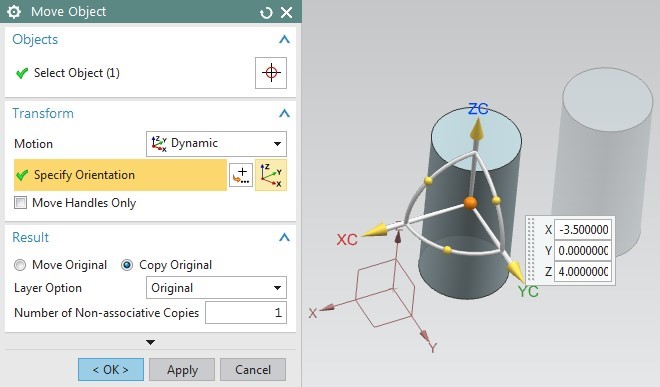 Move Object
Objects
Select Object (1)
Transform
Motion
Dynamic
Specify Orientation
Move Handles Only
Result
Move Original
Copy Original
Layer Option
Original
Number of Non-associative Copies
1
< OK >
Apply
Cancel
ZC
XC
YC
X
Y
X -3.500000
Y 0.0000000
Z 4.0000000